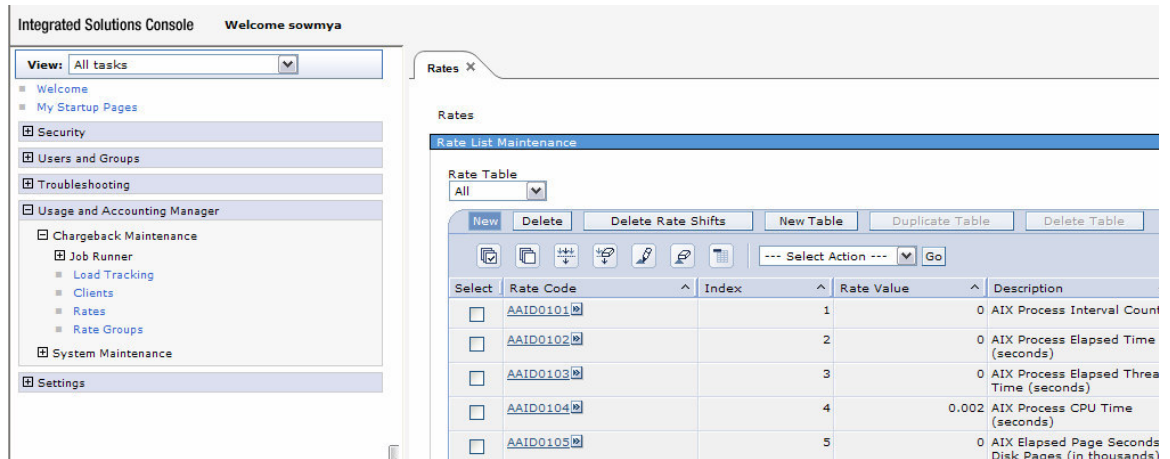 Integrated Solutions Console Welcome sowmya
View: All tasks
Welcome
My Startup Pages
Security
Users and Groups
Troubleshooting
Usage and Accounting Manager
Chargeback Maintenance
Job Runner
Load Tracking
Clients
Rates
Rate Groups
System Maintenance
Settings
Rates
Rates
Rate List Maintenance
Rate Table
All
New Delete Delete Rate Shifts New Table Duplicate Table Delete Table
--- Select Action --- Go
Select Rate Code Index Rate Value Description
AAID0101 1 0 AIX Process Interval Count
AAID0102 2 0 AIX Process Elapsed Time
(seconds)
AAID0103 3 0 AIX Process Elapsed Threa
Time (seconds)
AAID0104 4 0.002 AIX Process CPU Time
(seconds)
AAID0105 5 0 AIX Elapsed Page Seconds
Disk Pages (in thousands)